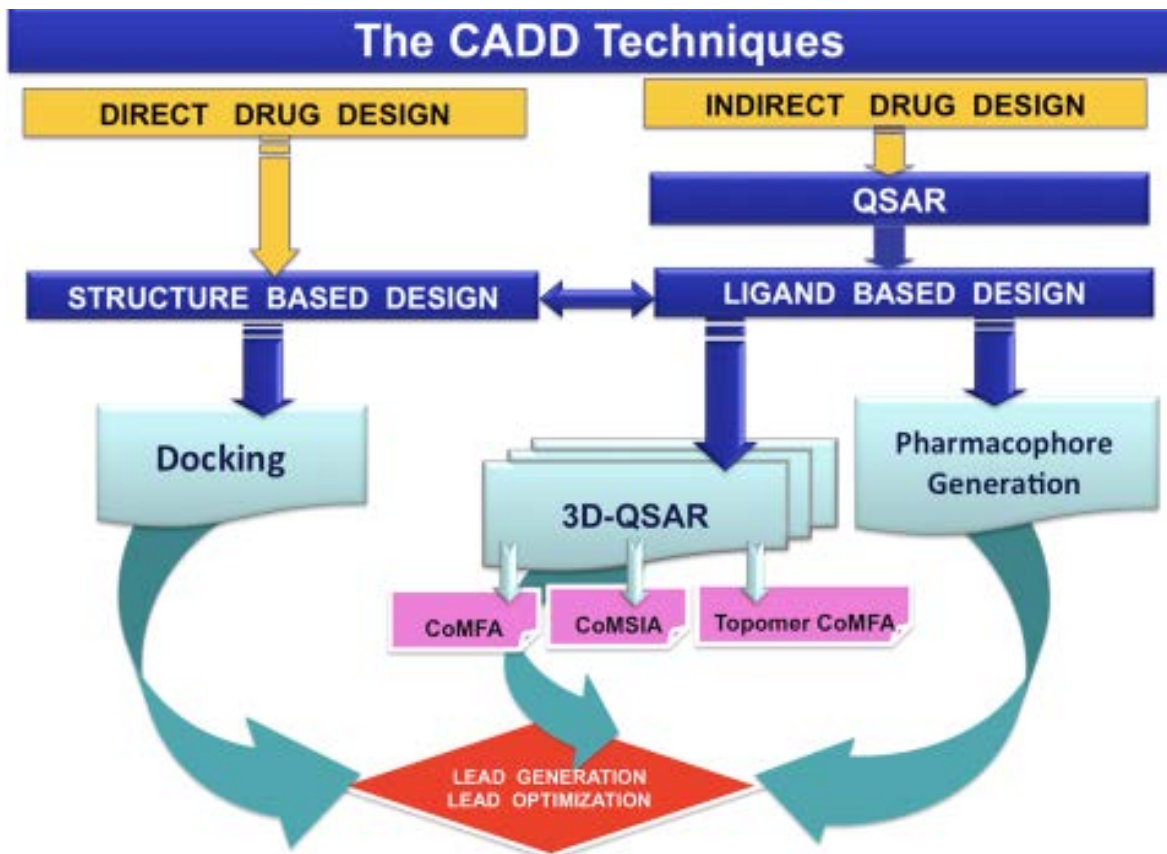 The CADD Techniques
DIRECT DRUG DESIGN
INDIRECT DRUG DESIGN
QSAR
STRUCTURE BASED DESIGN
LIGAND BASED DESIGN
Docking
Pharmacophore
Generation
3D-QSAR
CoMFA
CoMSIA
Topomer CoMFA
LEAD GENERATION
LEAD OPTIMIZATION